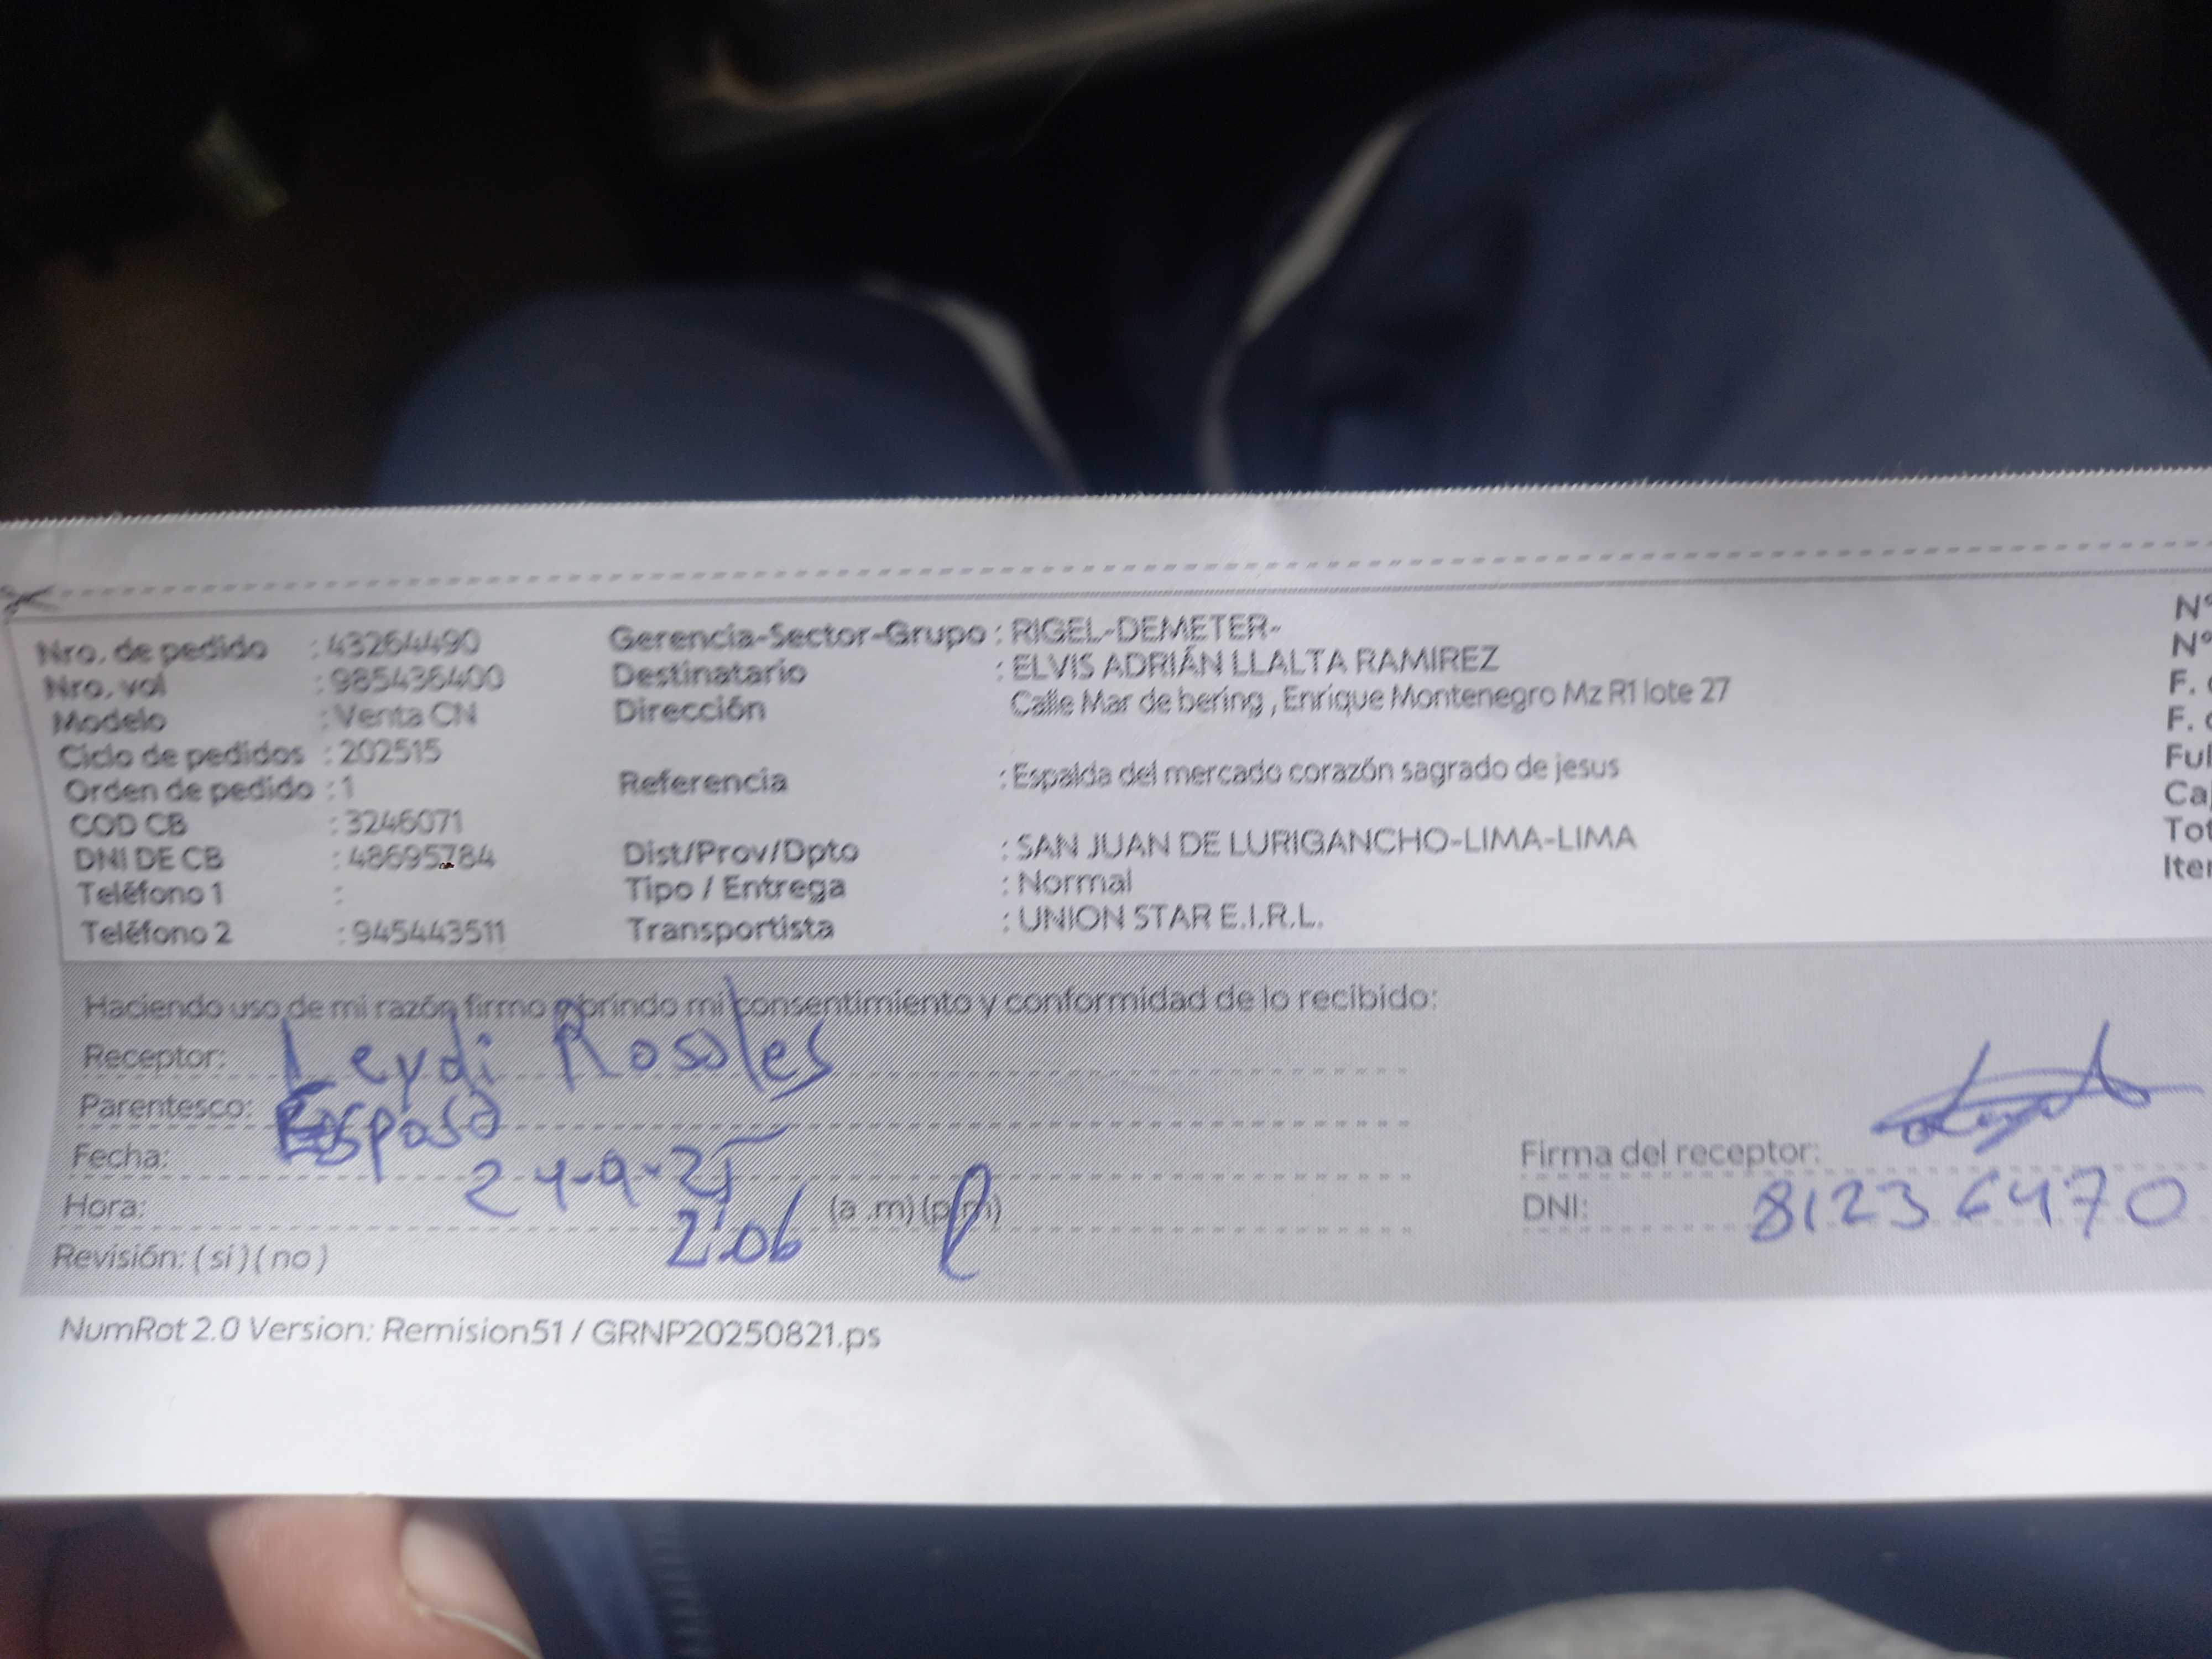 Nro. de pedido : 43264490
Nro. vol : 985436400
Modelo : Venta CN
Ciclo de pedidos : 202515
Orden de pedido : 1
COD CB : 3246071
DNI DE CB : 48695784
Teléfono 1 :
Teléfono 2 : 945443511
Gerencia-Sector-Grupo : RIGEL-DEMETER-
Destinatario : ELVIS ADRIÁN LLALTA RAMIREZ
Dirección Calle Mar de bering , Enrique Montenegro Mz R1 lote 27
Referencia : Espalda del mercado corazón sagrado de jesus
Dist/Prov/Dpto : SAN JUAN DE LURIGANCHO-LIMA-LIMA
Tipo / Entrega : Normal
Transportista : UNION STAR E.I.R.L.
N°
N°
F.
F.
Ful
Caj
Tot
Iter
Haciendo uso de mi razón firmo y brindo mi consentimiento y conformidad de lo recibido:
Receptor: Leydi Rosales
Parentesco: Esposa
Fecha: 24-9-25
Hora: 2:06 (a .m) (p.m)
Revisión: ( si ) ( no )
Firma del receptor:
DNI: 81236470
NumRot 2.0 Version: Remision51 / GRNP20250821.ps